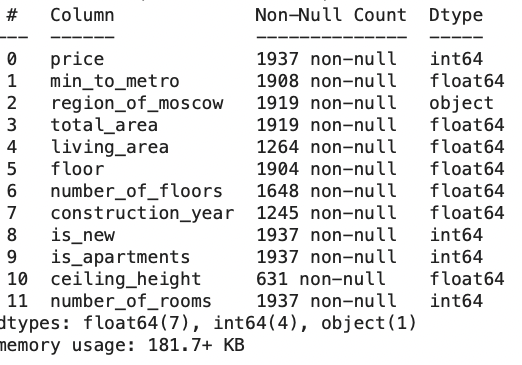 # Column Non-Null Count Dtype
--- ------ -------------- -----
0 price 1937 non-null int64
1 min_to_metro 1908 non-null float64
2 region_of_moscow 1919 non-null object
3 total_area 1919 non-null float64
4 living_area 1264 non-null float64
5 floor 1904 non-null float64
6 number_of_floors 1648 non-null float64
7 construction_year 1245 non-null float64
8 is_new 1937 non-null int64
9 is_apartments 1937 non-null int64
10 ceiling_height 631 non-null float64
11 number_of_rooms 1937 non-null int64
dtypes: float64(7), int64(4), object(1)
memory usage: 181.7+ KB